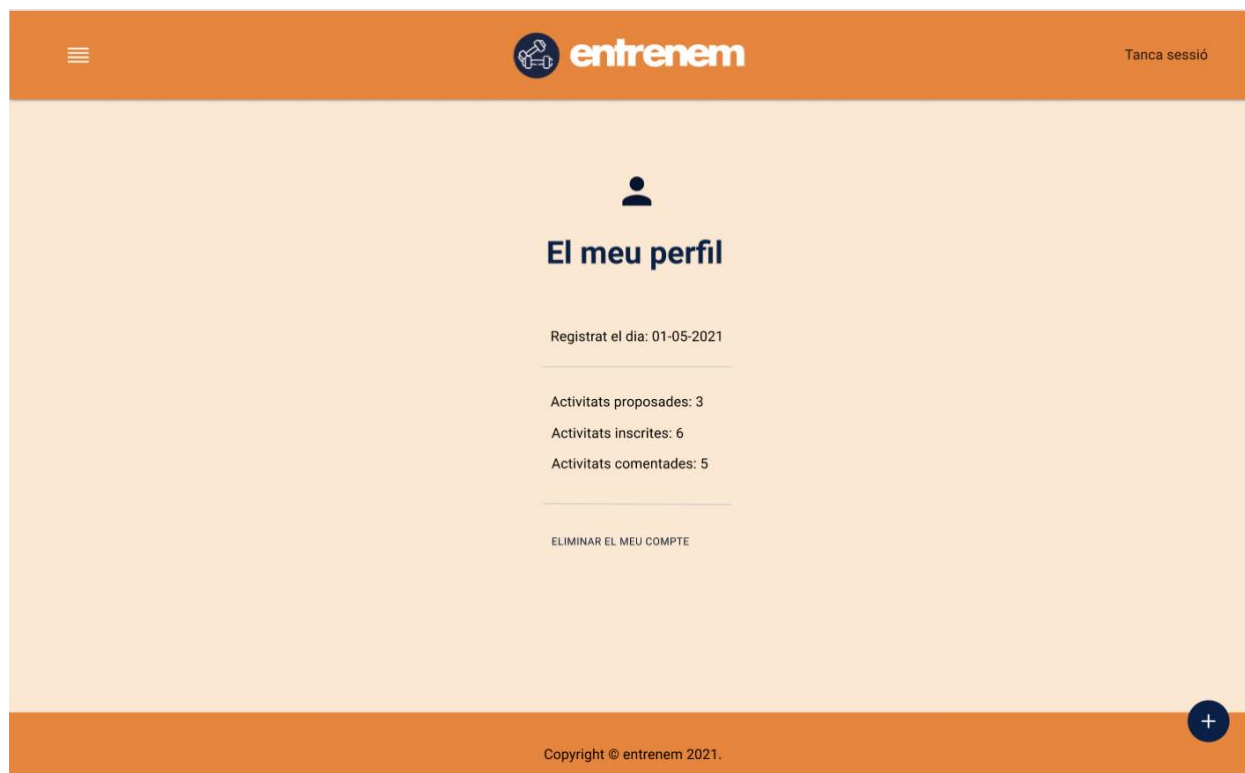 entrenem
Tanca sessió
El meu perfil
Registrat el dia: 01-05-2021
Activitats proposades: 3
Activitats inscrites: 6
Activitats comentades: 5
ELIMINAR EL MEU COMPTE
+
Copyright © entrenem 2021.